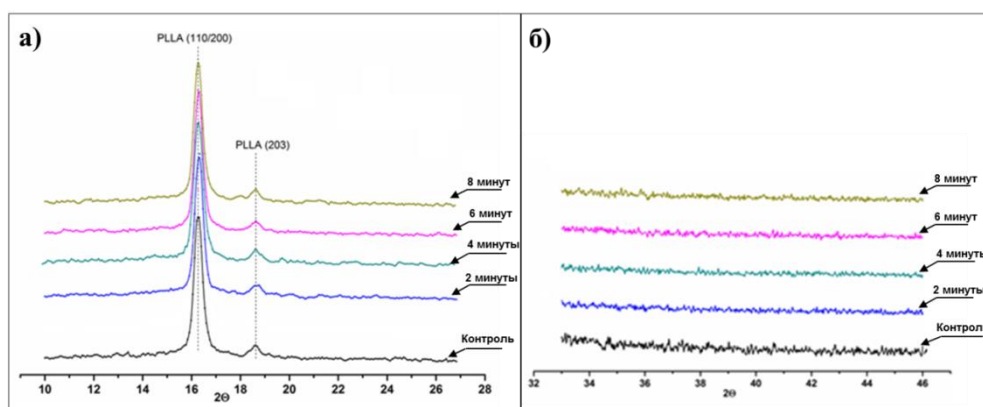 а)
PLLA (110/200)
PLLA (203)
8 минут
6 минут
4 минуты
2 минуты
Контроль
10 12 14 16 18 20 22 24 26 28
2Θ
б)
8 минут
6 минут
4 минуты
2 минуты
Контроль
32 34 36 38 40 42 44 46
2Θ